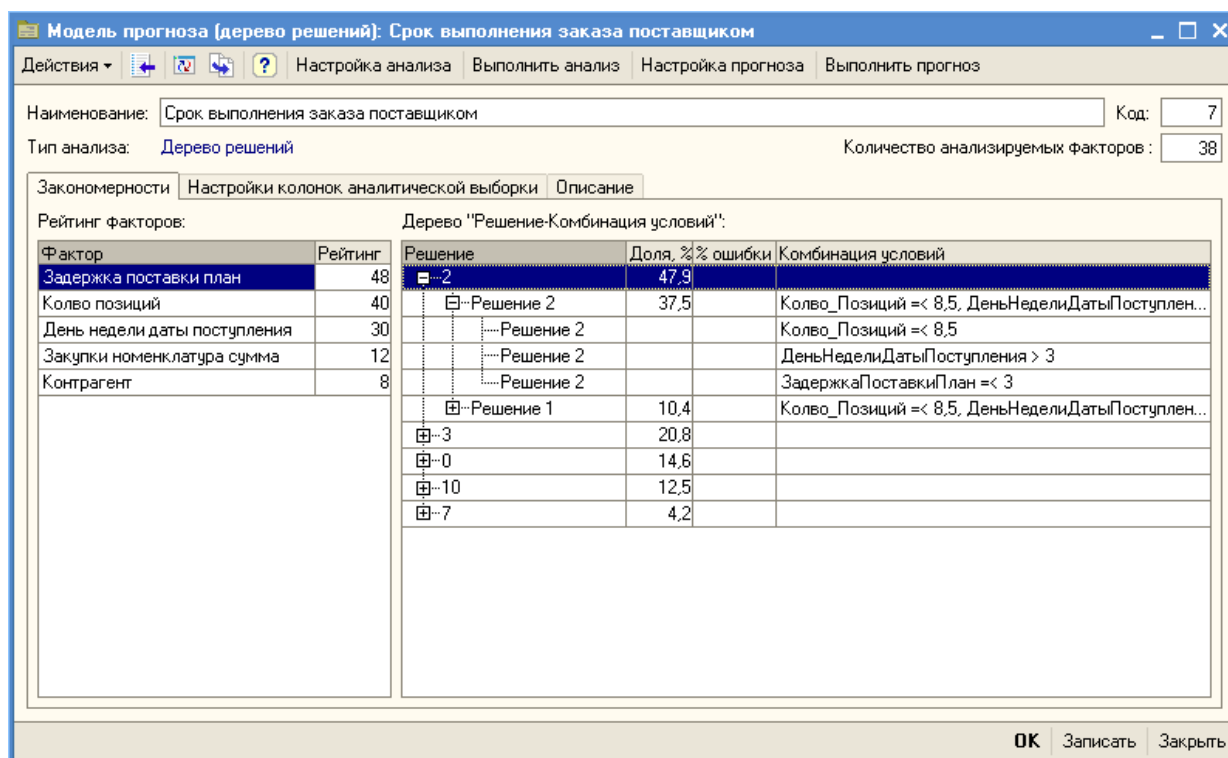 Модель прогноза (дерево решений): Срок выполнения заказа поставщиком
Действия Настройка анализа Выполнить анализ Настройка прогноза Выполнить прогноз
Наименование: Срок выполнения заказа поставщиком Код: 7
Тип анализа: Дерево решений Количество анализируемых факторов : 38
Закономерности Настройки колонок аналитической выборки Описание
Рейтинг факторов: Дерево "Решение-Комбинация условий":
Фактор Рейтинг Решение Доля, % % ошибки Комбинация условий
Задержка поставки план 48 2 47,9
Колво позиций 40 Решение 2 37,5 Колво_Позиций =< 8,5, ДеньНеделиДатыПоступлен...
День недели даты поступления 30 Решение 2 Колво_Позиций =< 8,5
Закупки номенклатура сумма 12 Решение 2 ДеньНеделиДатыПоступления > 3
Контрагент 8 Решение 2 ЗадержкаПоставкиПлан =< 3
Решение 1 10,4 Колво_Позиций =< 8,5, ДеньНеделиДатыПоступлен...
3 20,8
0 14,6
10 12,5
7 4,2
OK Записать Закрыть